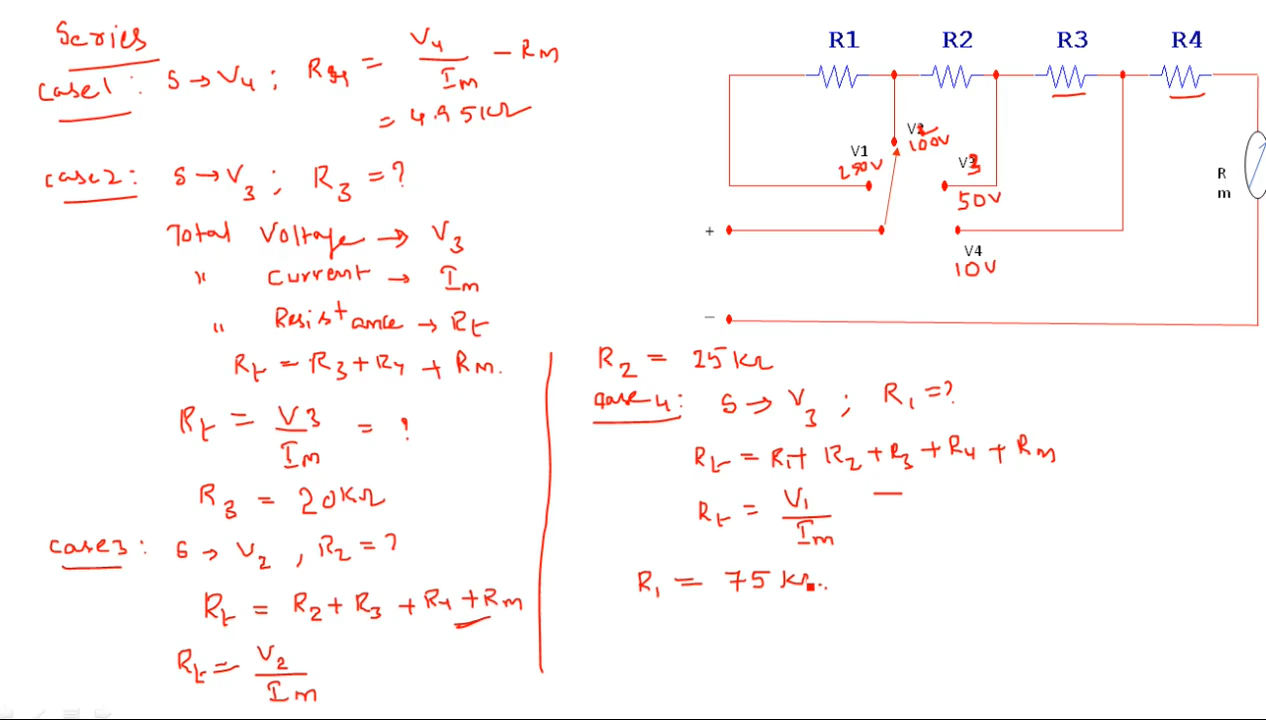 Series
Case1 : S → V4 ; R4 = V4 / Im − Rm
= 4.95KΩ
case2 : S → V3 ; R3 = ?
Total Voltage → V3
" Current → Im
" Resistance → Rt
Rt = R3 + R4 + Rm.
Rt = V3 / Im = ?
R3 = 20KΩ
case3 : S → V2 , R2 = ?
Rt = R2 + R3 + R4 + Rm
Rt = V2 / Im
R1 R2 R3 R4
V2
100V
V1
250V
V3
50V
R
m
+
V4
10V
−
R2 = 25KΩ
case4 : S → V3 ; R1 = ?
Rt = R1 + R2 + R3 + R4 + Rm
Rt = V1 / Im
R1 = 75 KΩ..